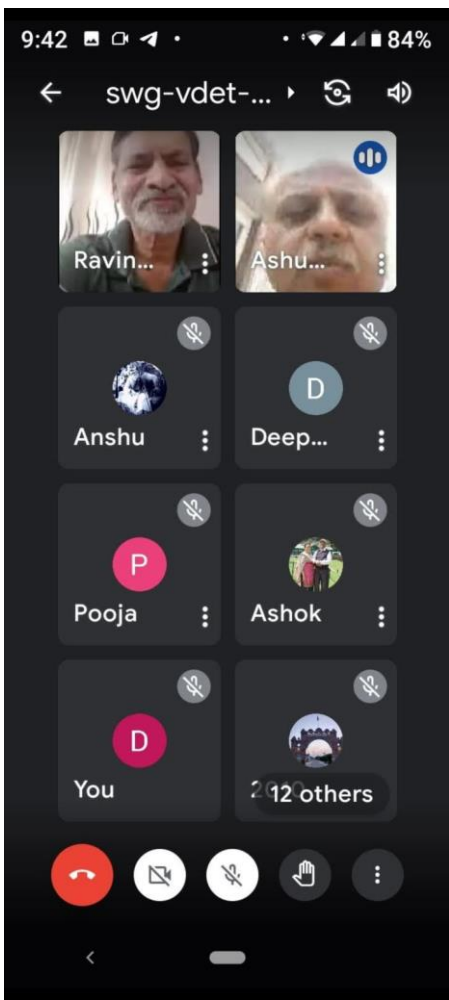 9:42 84%
swg-vdet-...
Ravin... Ashu...
Anshu
D
Deep...
P
Pooja
Ashok
D
You
12 others